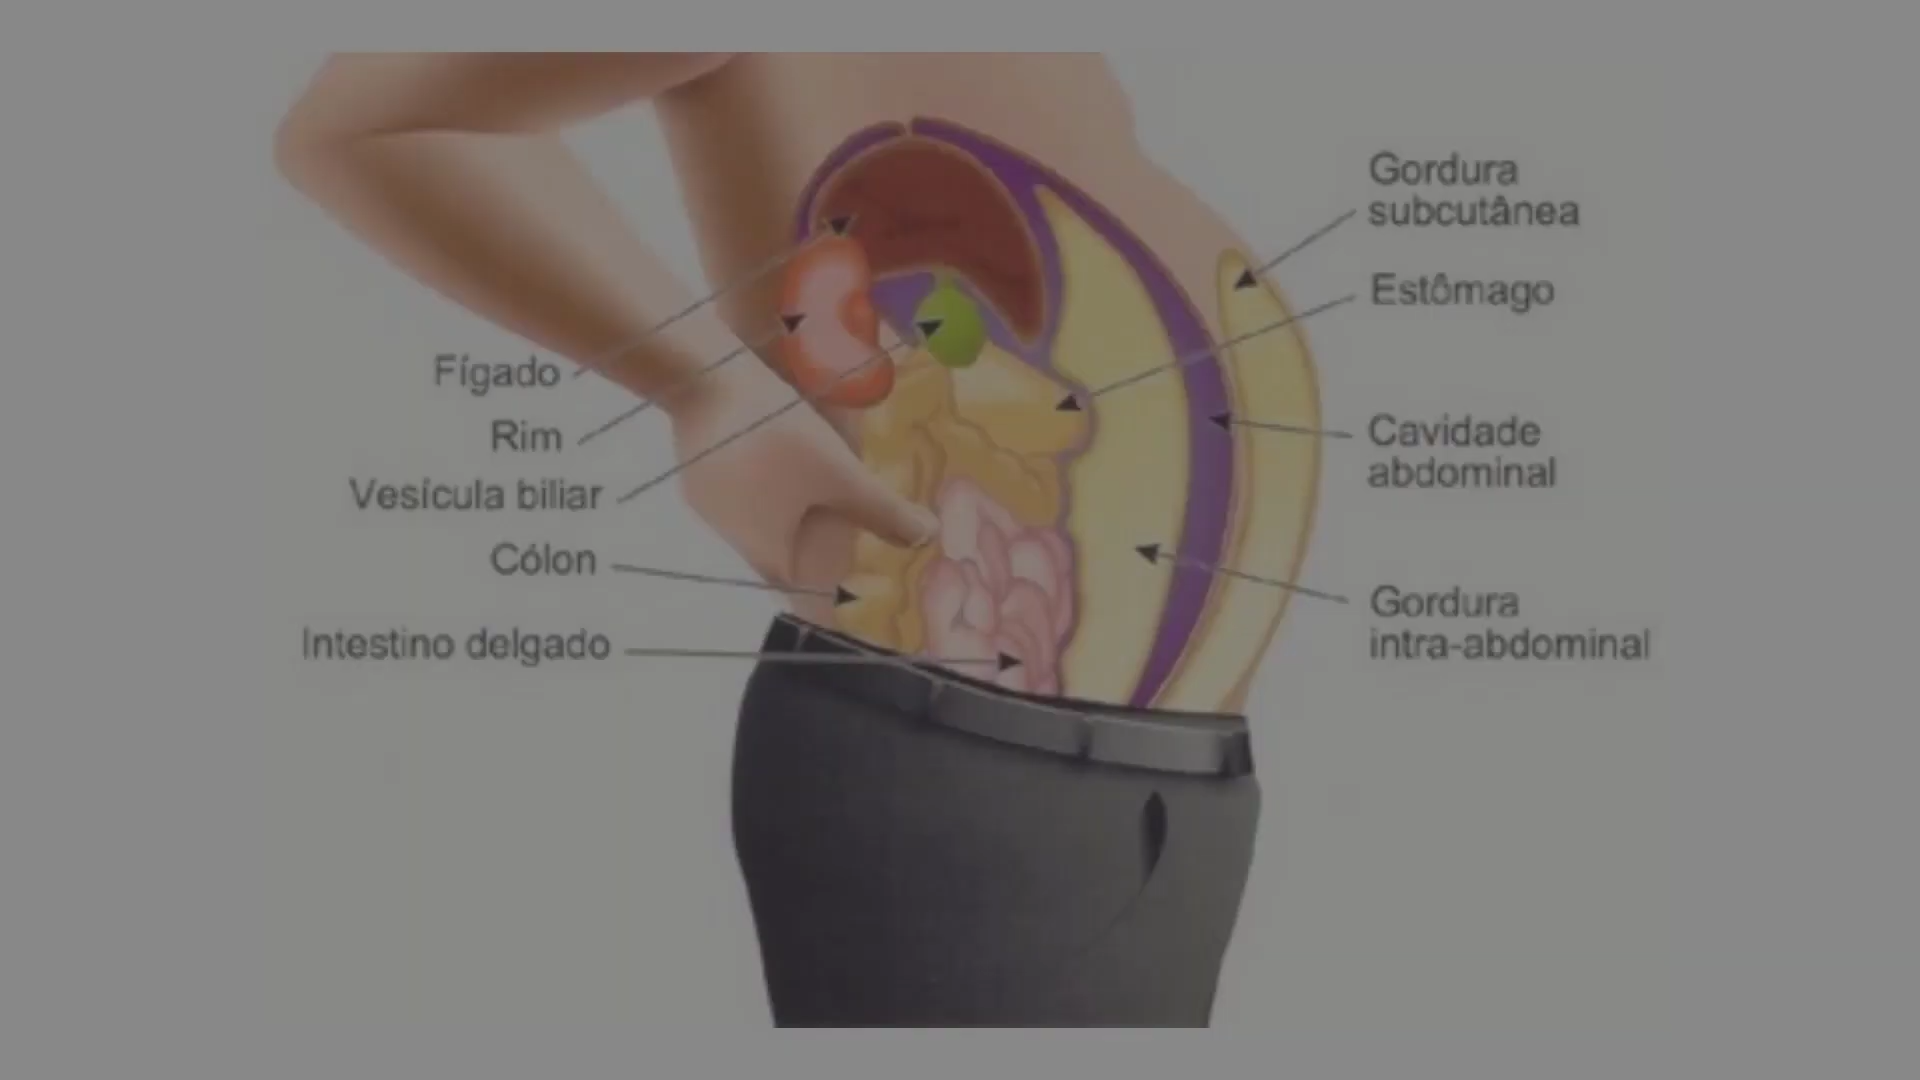 Fígado
Rim
Vesícula biliar
Cólon
Intestino delgado
Gordura
subcutânea
Estômago
Cavidade
abdominal
Gordura
intra-abdominal